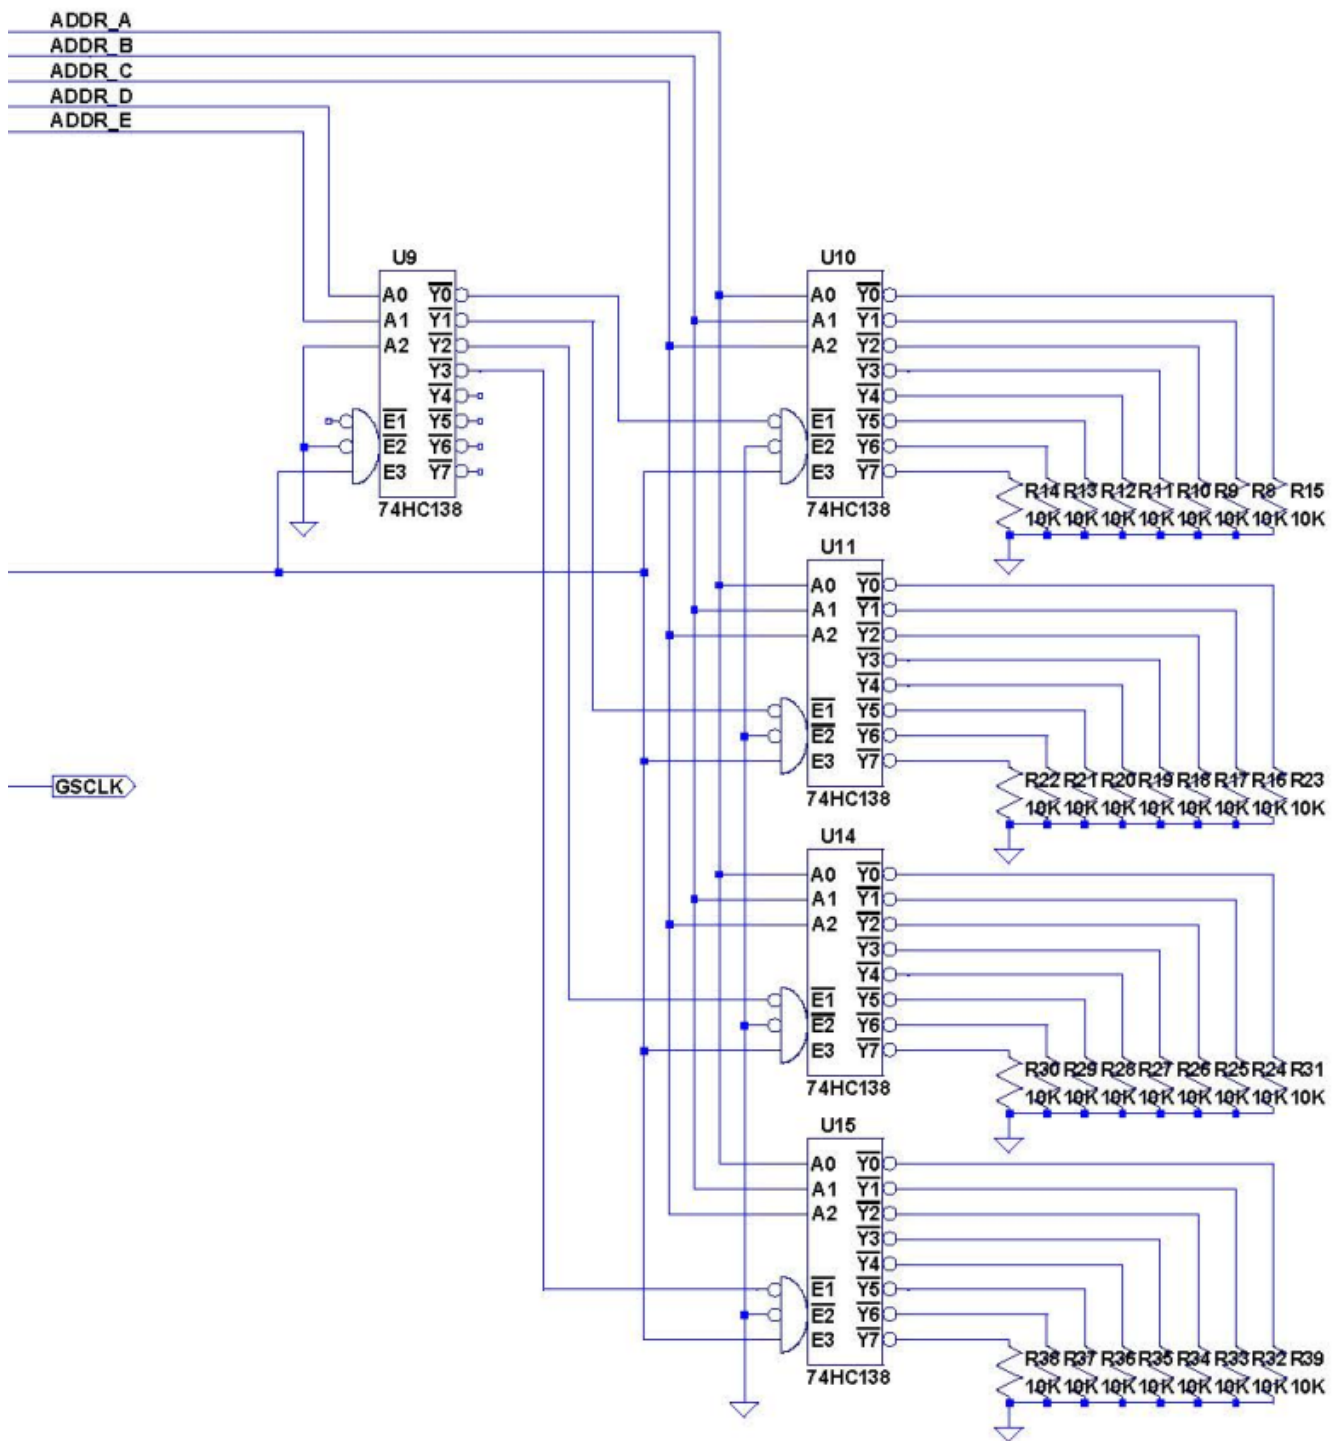 ADDR_A
ADDR_B
ADDR_C
ADDR_D
ADDR_E
U9
A0 Y0
A1 Y1
A2 Y2
Y3
Y4
E1 Y5
E2 Y6
E3 Y7
74HC138
U10
A0 Y0
A1 Y1
A2 Y2
Y3
Y4
E1 Y5
E2 Y6
E3 Y7
74HC138
R14 R13 R12 R11 R10 R9 R8 R15
10K 10K 10K 10K 10K 10K 10K 10K
U11
A0 Y0
A1 Y1
A2 Y2
Y3
Y4
E1 Y5
E2 Y6
E3 Y7
74HC138
R22 R21 R20 R19 R18 R17 R16 R23
10K 10K 10K 10K 10K 10K 10K 10K
GSCLK
U14
A0 Y0
A1 Y1
A2 Y2
Y3
Y4
E1 Y5
E2 Y6
E3 Y7
74HC138
R30 R29 R28 R27 R26 R25 R24 R31
10K 10K 10K 10K 10K 10K 10K 10K
U15
A0 Y0
A1 Y1
A2 Y2
Y3
Y4
E1 Y5
E2 Y6
E3 Y7
74HC138
R38 R37 R36 R35 R34 R33 R32 R39
10K 10K 10K 10K 10K 10K 10K 10K